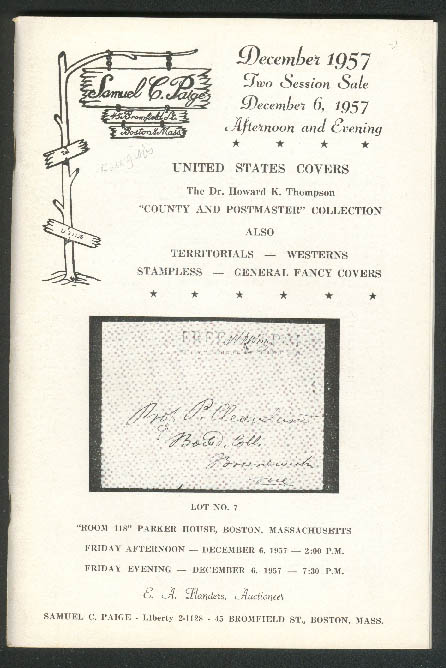 Samuel C. Paige
45 Bromfield St.
Boston Mass.
December 1957
Two Session Sale
December 6, 1957
Afternoon and Evening
★ ★ ★ ★
UNITED STATES COVERS
The Dr. Howard K. Thompson
"COUNTY AND POSTMASTER" COLLECTION
ALSO
TERRITORIALS — WESTERNS
STAMPLESS — GENERAL FANCY COVERS
★ ★ ★ ★ ★ ★
FREE P.M.
Prof. P. Cleaveland
Bowd. Coll.
Brunswick
LOT NO. 7
"ROOM 118" PARKER HOUSE, BOSTON, MASSACHUSETTS
FRIDAY AFTERNOON — DECEMBER 6, 1957 — 2:00 P.M.
FRIDAY EVENING — DECEMBER 6, 1957 — 7:30 P.M.
E. A. Flanders, Auctioneer
SAMUEL C. PAIGE - Liberty 2-1128 - 45 BROMFIELD ST., BOSTON, MASS.